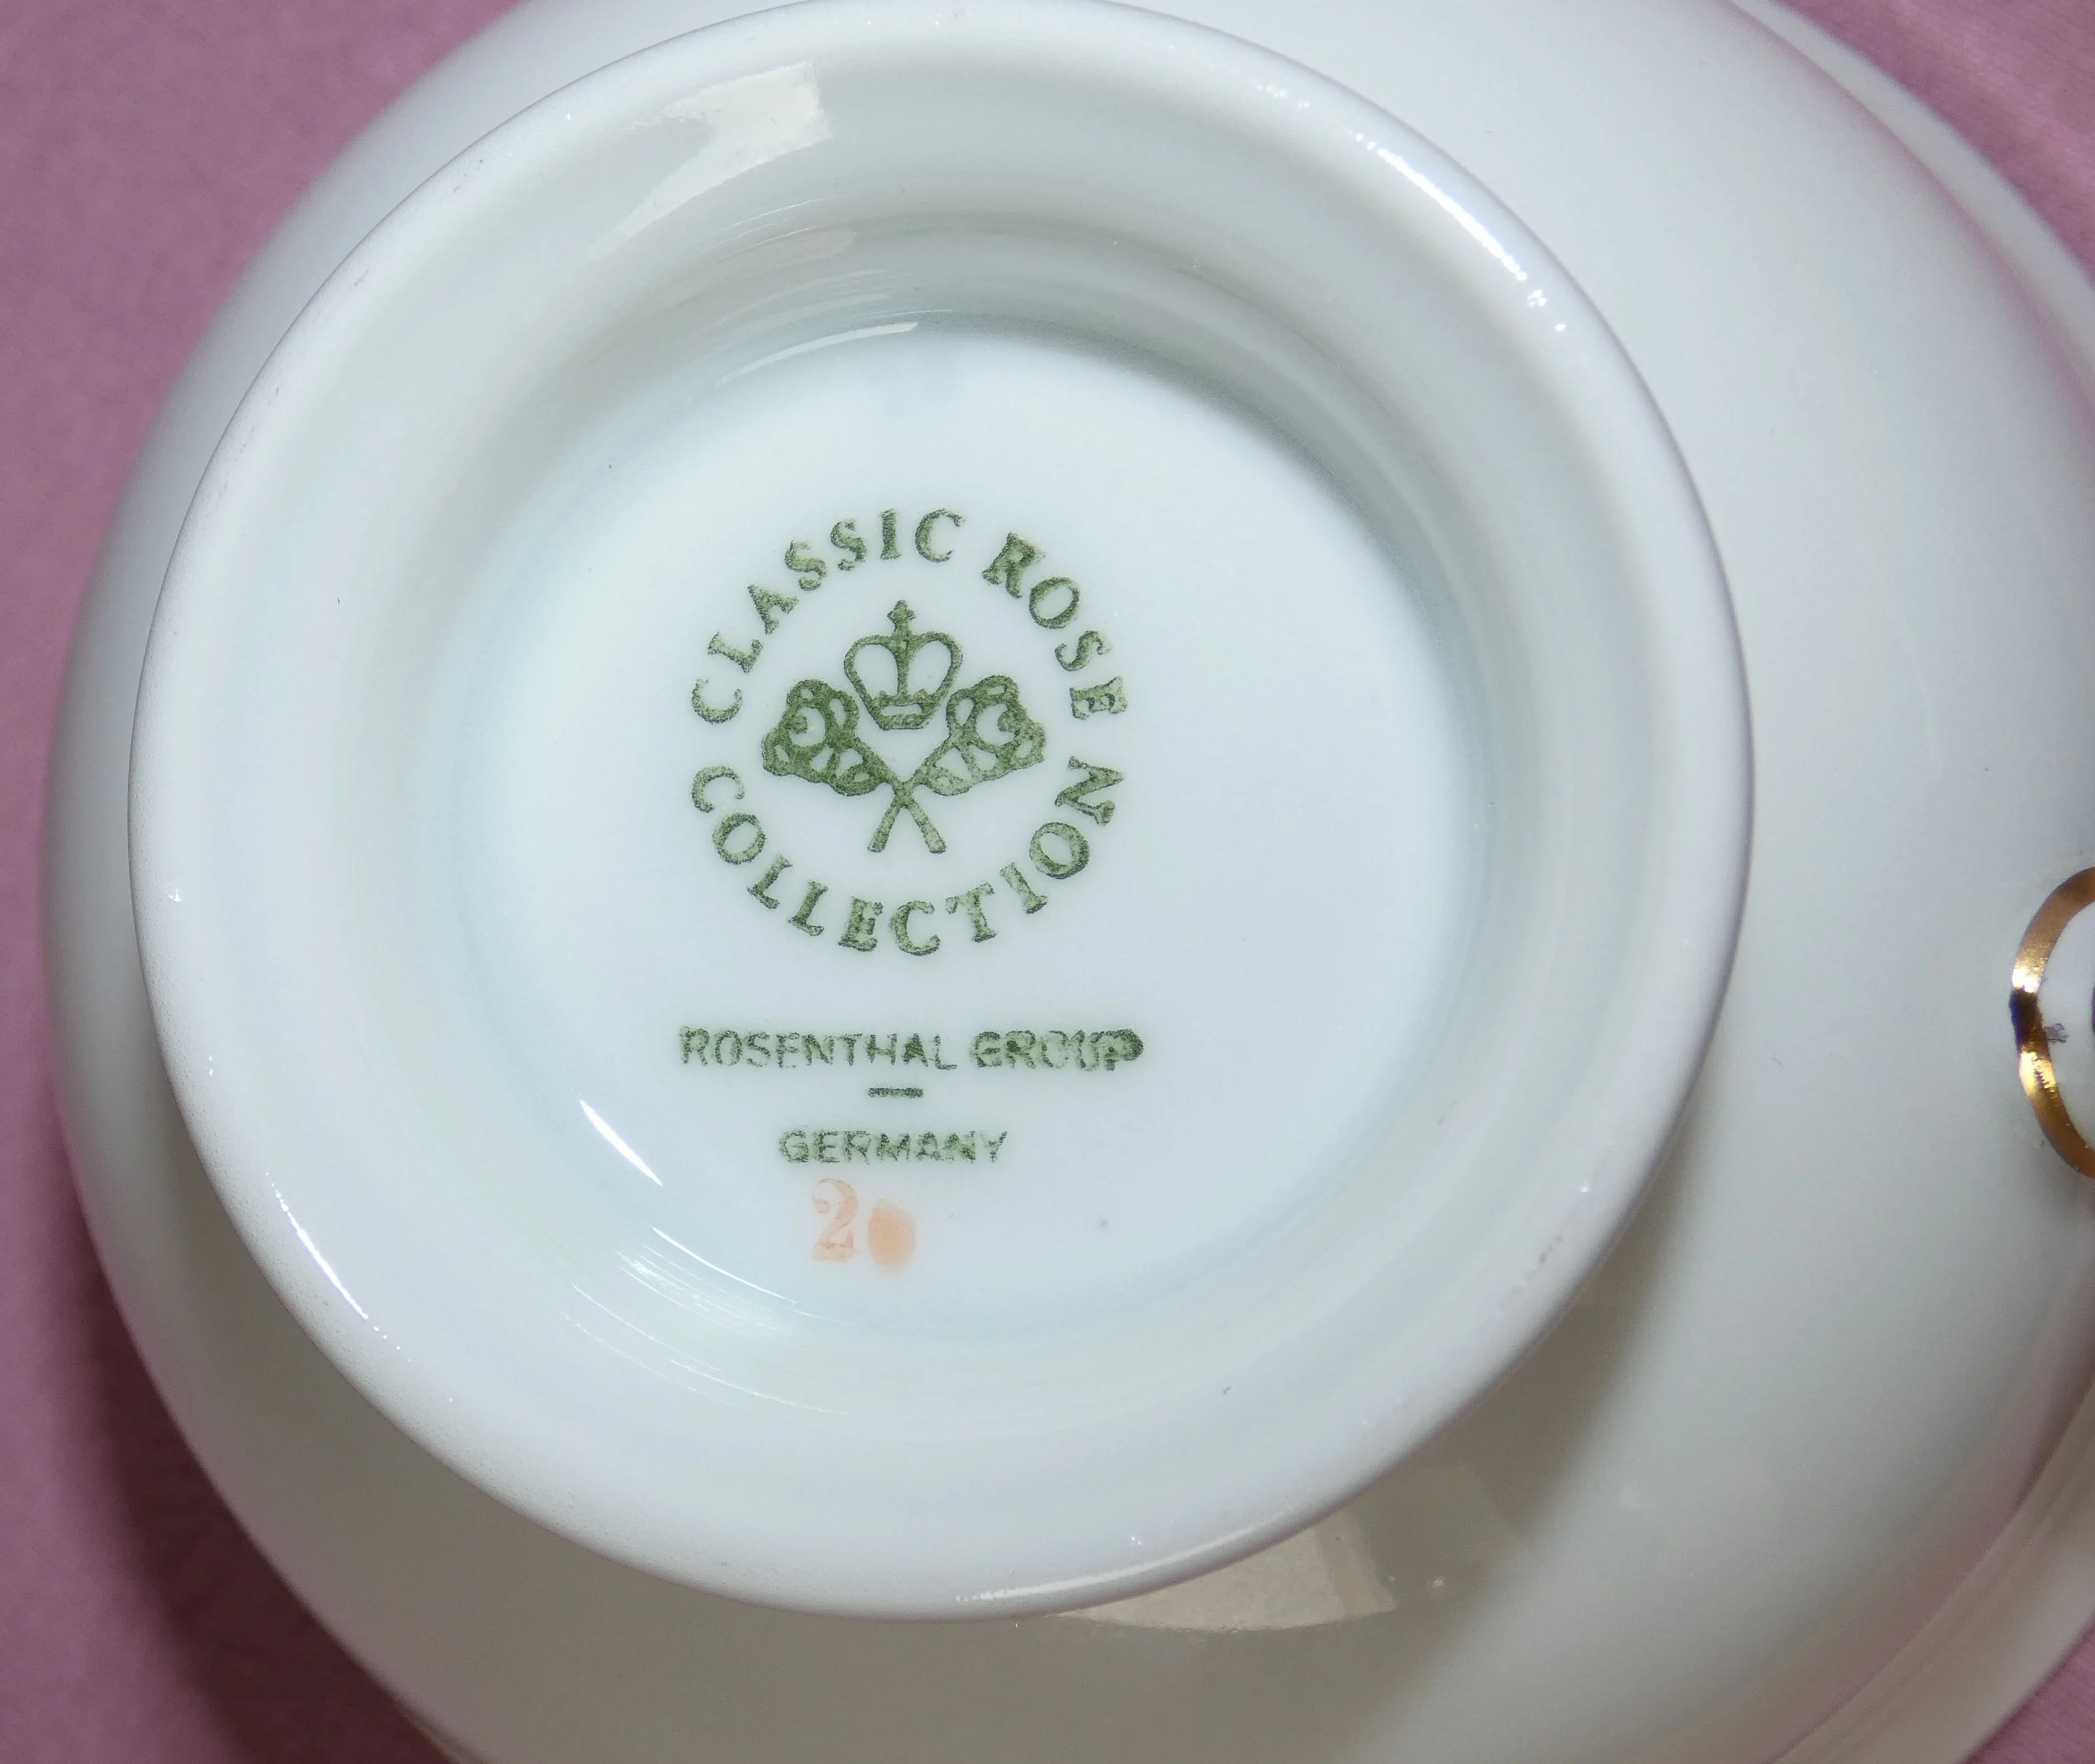 CLASSIC ROSE
COLLECTION
ROSENTHAL GROUP
GERMANY
2